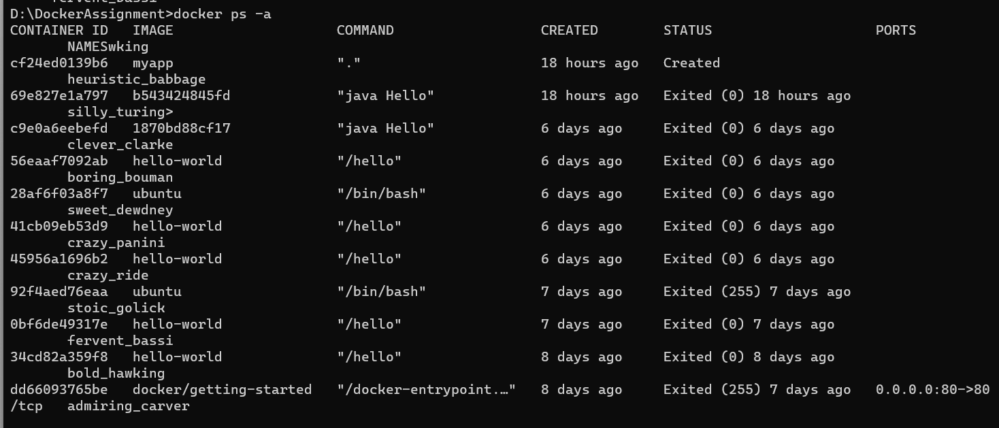 fervent_bassi
D:\DockerAssignment>docker ps -a
CONTAINER ID   IMAGE                    COMMAND                  CREATED        STATUS                    PORTS
       NAMESwking
cf24ed0139b6   myapp                    "."                      18 hours ago   Created
       heuristic_babbage
69e827e1a797   b543424845fd             "java Hello"             18 hours ago   Exited (0) 18 hours ago
       silly_turing>
c9e0a6eebefd   1870bd88cf17             "java Hello"             6 days ago     Exited (0) 6 days ago
       clever_clarke
56eaaf7092ab   hello-world              "/hello"                 6 days ago     Exited (0) 6 days ago
       boring_bouman
28af6f03a8f7   ubuntu                   "/bin/bash"              6 days ago     Exited (0) 6 days ago
       sweet_dewdney
41cb09eb53d9   hello-world              "/hello"                 6 days ago     Exited (0) 6 days ago
       crazy_panini
45956a1696b2   hello-world              "/hello"                 6 days ago     Exited (0) 6 days ago
       crazy_ride
92f4aed76eaa   ubuntu                   "/bin/bash"              7 days ago     Exited (255) 7 days ago
       stoic_golick
0bf6de49317e   hello-world              "/hello"                 7 days ago     Exited (0) 7 days ago
       fervent_bassi
34cd82a359f8   hello-world              "/hello"                 8 days ago     Exited (0) 8 days ago
       bold_hawking
dd66093765be   docker/getting-started   "/docker-entrypoint.…"   8 days ago     Exited (255) 7 days ago   0.0.0.0:80->80
/tcp   admiring_carver